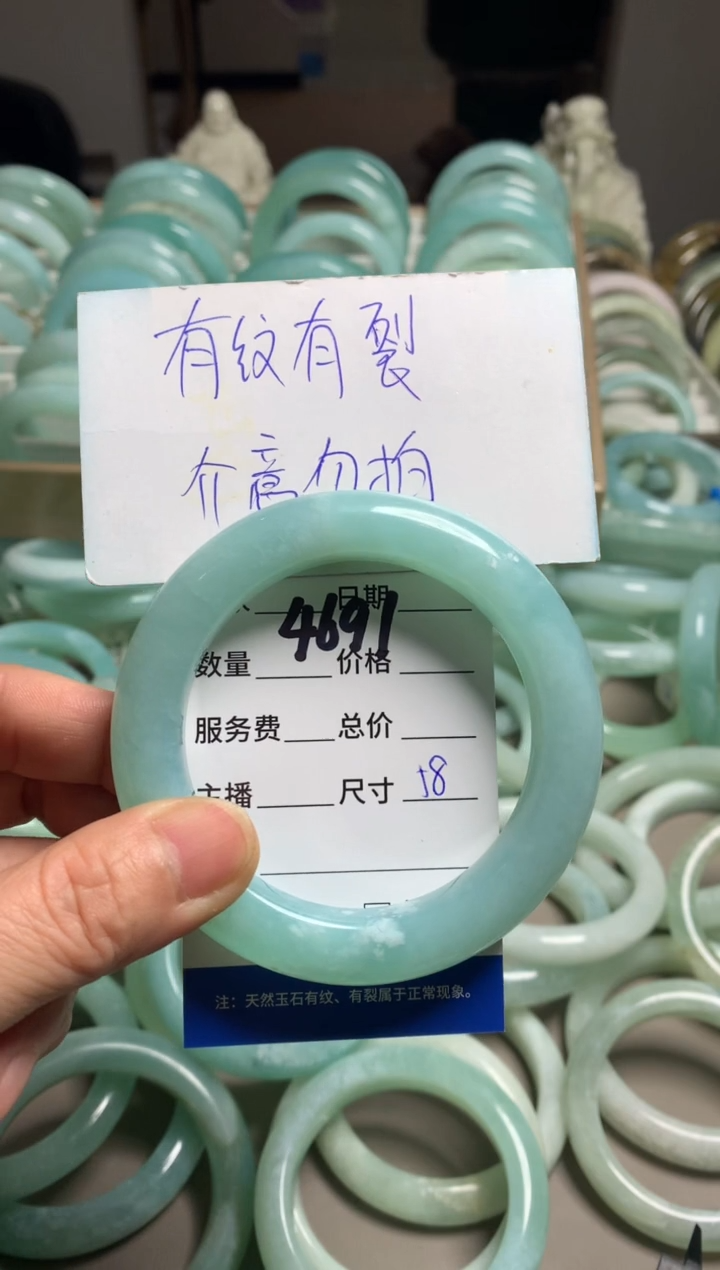 有纹有裂
介意勿拍
日期
4691
数量 价格
服务费 总价
主播 尺寸 58
注：天然玉石有纹、有裂属于正常现象。